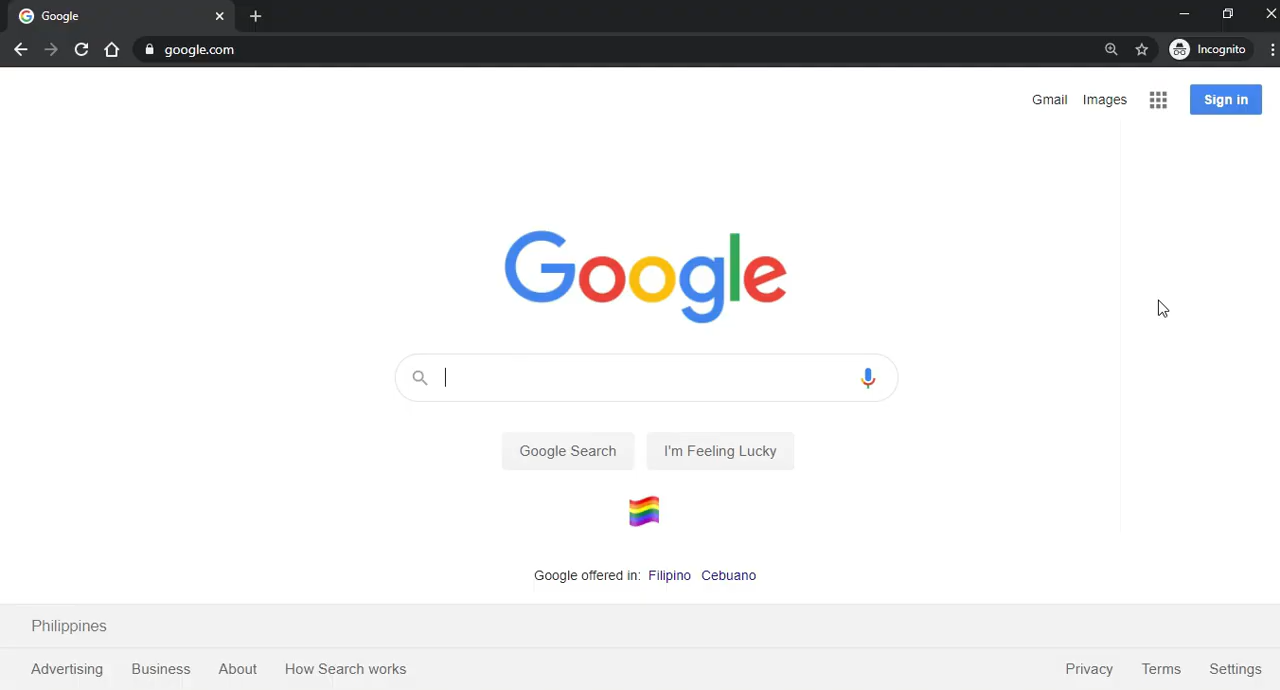 Google
google.com
Incognito
Gmail Images Sign in
Google
Google Search I'm Feeling Lucky
Google offered in: Filipino Cebuano
Philippines
Advertising Business About How Search works Privacy Terms Settings